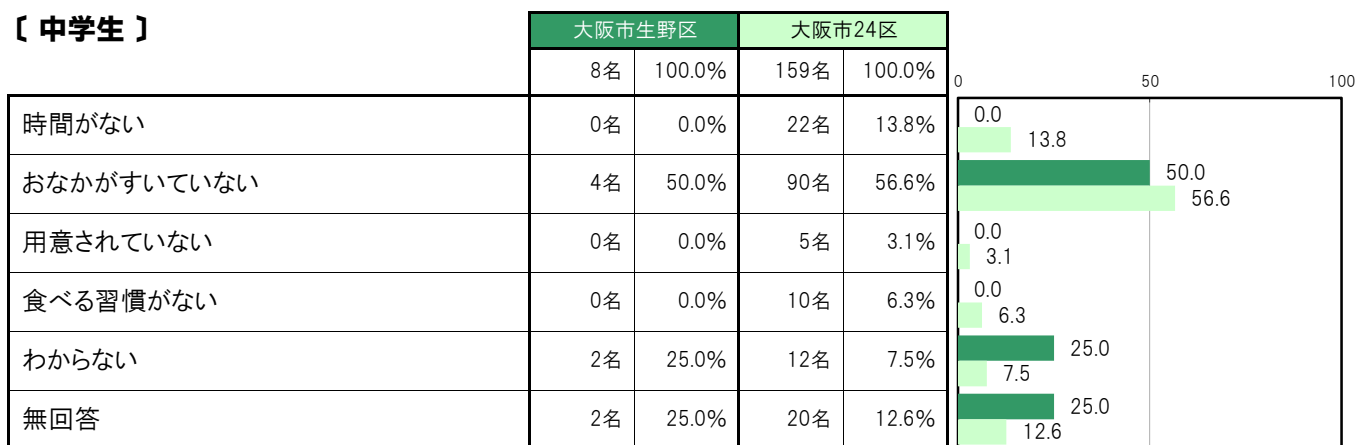 〔 中学生 〕
大阪市生野区 大阪市24区
8名 100.0% 159名 100.0%
0 50 100
時間がない 0名 0.0% 22名 13.8% 0.0
13.8
おなかがすいていない 4名 50.0% 90名 56.6% 50.0
56.6
用意されていない 0名 0.0% 5名 3.1% 0.0
3.1
食べる習慣がない 0名 0.0% 10名 6.3% 0.0
6.3
わからない 2名 25.0% 12名 7.5% 25.0
7.5
無回答 2名 25.0% 20名 12.6% 25.0
12.6